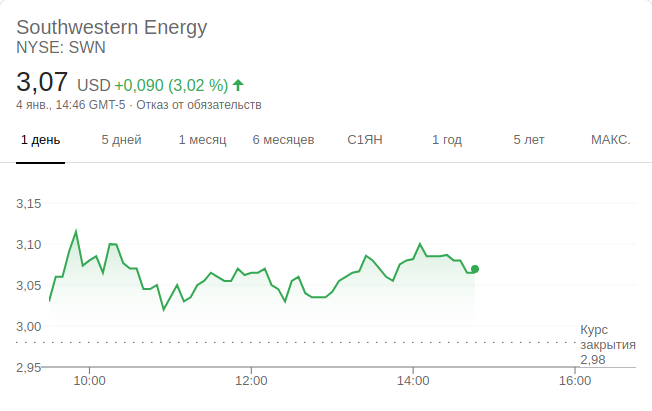 Southwestern Energy
NYSE: SWN
3,07 USD +0,090 (3,02 %)
4 янв., 14:46 GMT-5 · Отказ от обязательств
1 день 5 дней 1 месяц 6 месяцев С1ЯН 1 год 5 лет МАКС.
3,15
3,10
3,05
3,00
Курс
закрытия
2,98
2,95
10:00 12:00 14:00 16:00